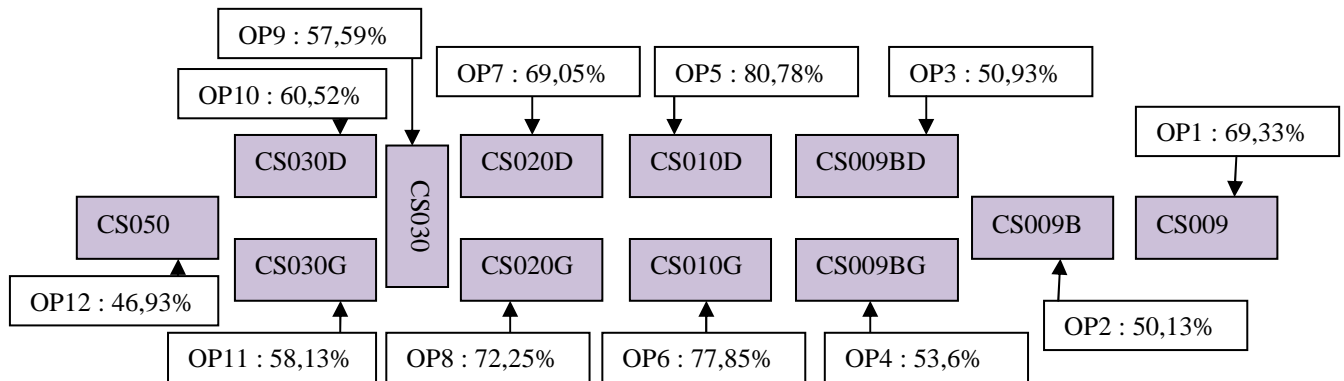 OP9 : 57,59%
OP7 : 69,05%
OP5 : 80,78%
OP3 : 50,93%
OP10 : 60,52%
OP1 : 69,33%
CS030D
CS020D
CS010D
CS009BD
CS030
CS050
CS009B
CS009
CS030G
CS020G
CS010G
CS009BG
OP12 : 46,93%
OP2 : 50,13%
OP11 : 58,13%
OP8 : 72,25%
OP6 : 77,85%
OP4 : 53,6%